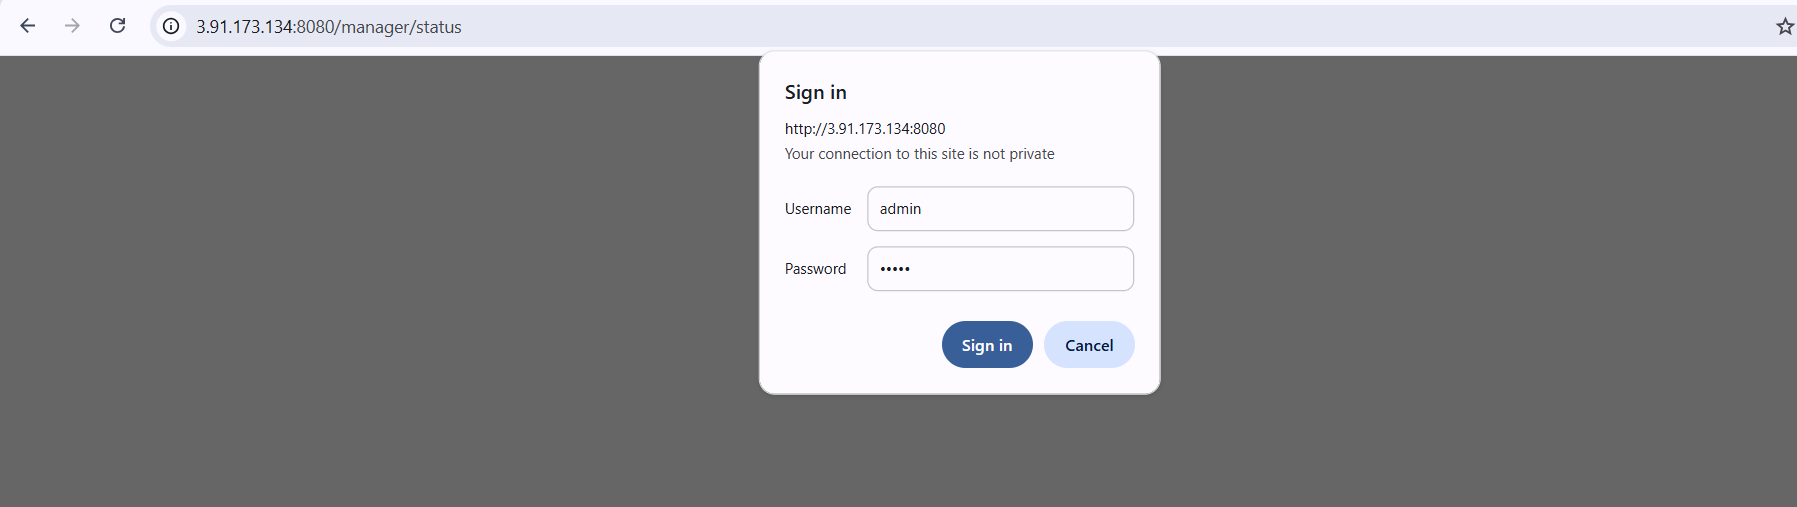 3.91.173.134:8080/manager/status
Sign in
http://3.91.173.134:8080
Your connection to this site is not private
Username admin
Password •••••
Sign in Cancel